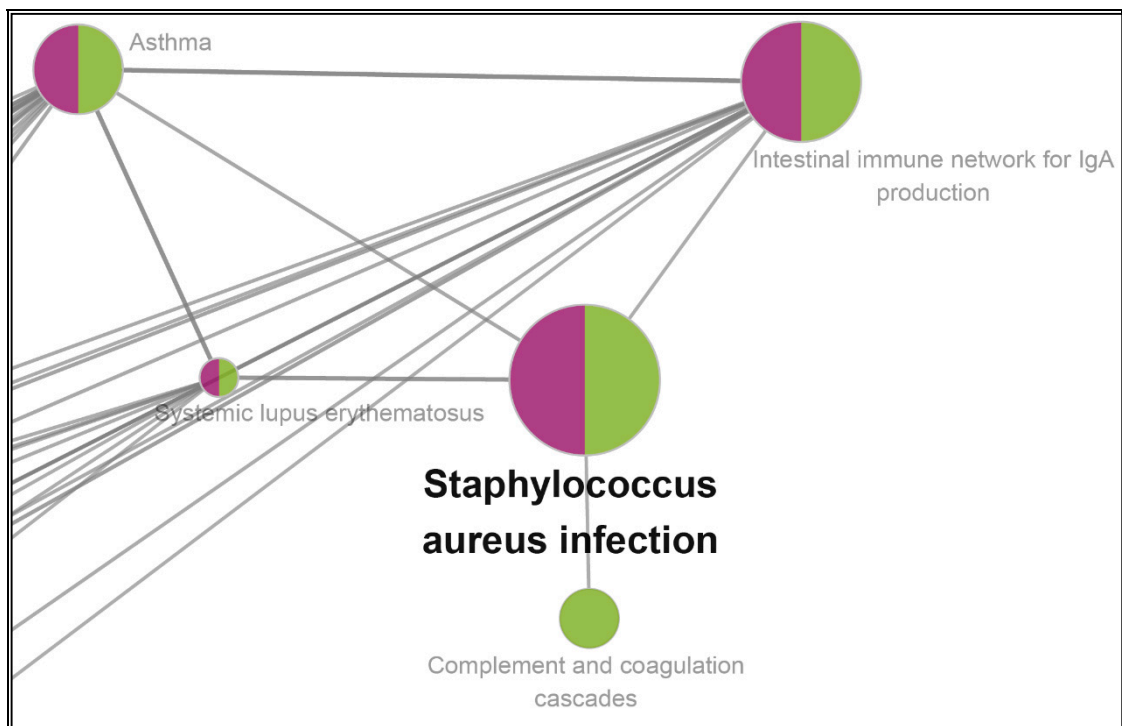 Asthma
Intestinal immune network for IgA
production
Systemic lupus erythematosus
Staphylococcus
aureus infection
Complement and coagulation
cascades